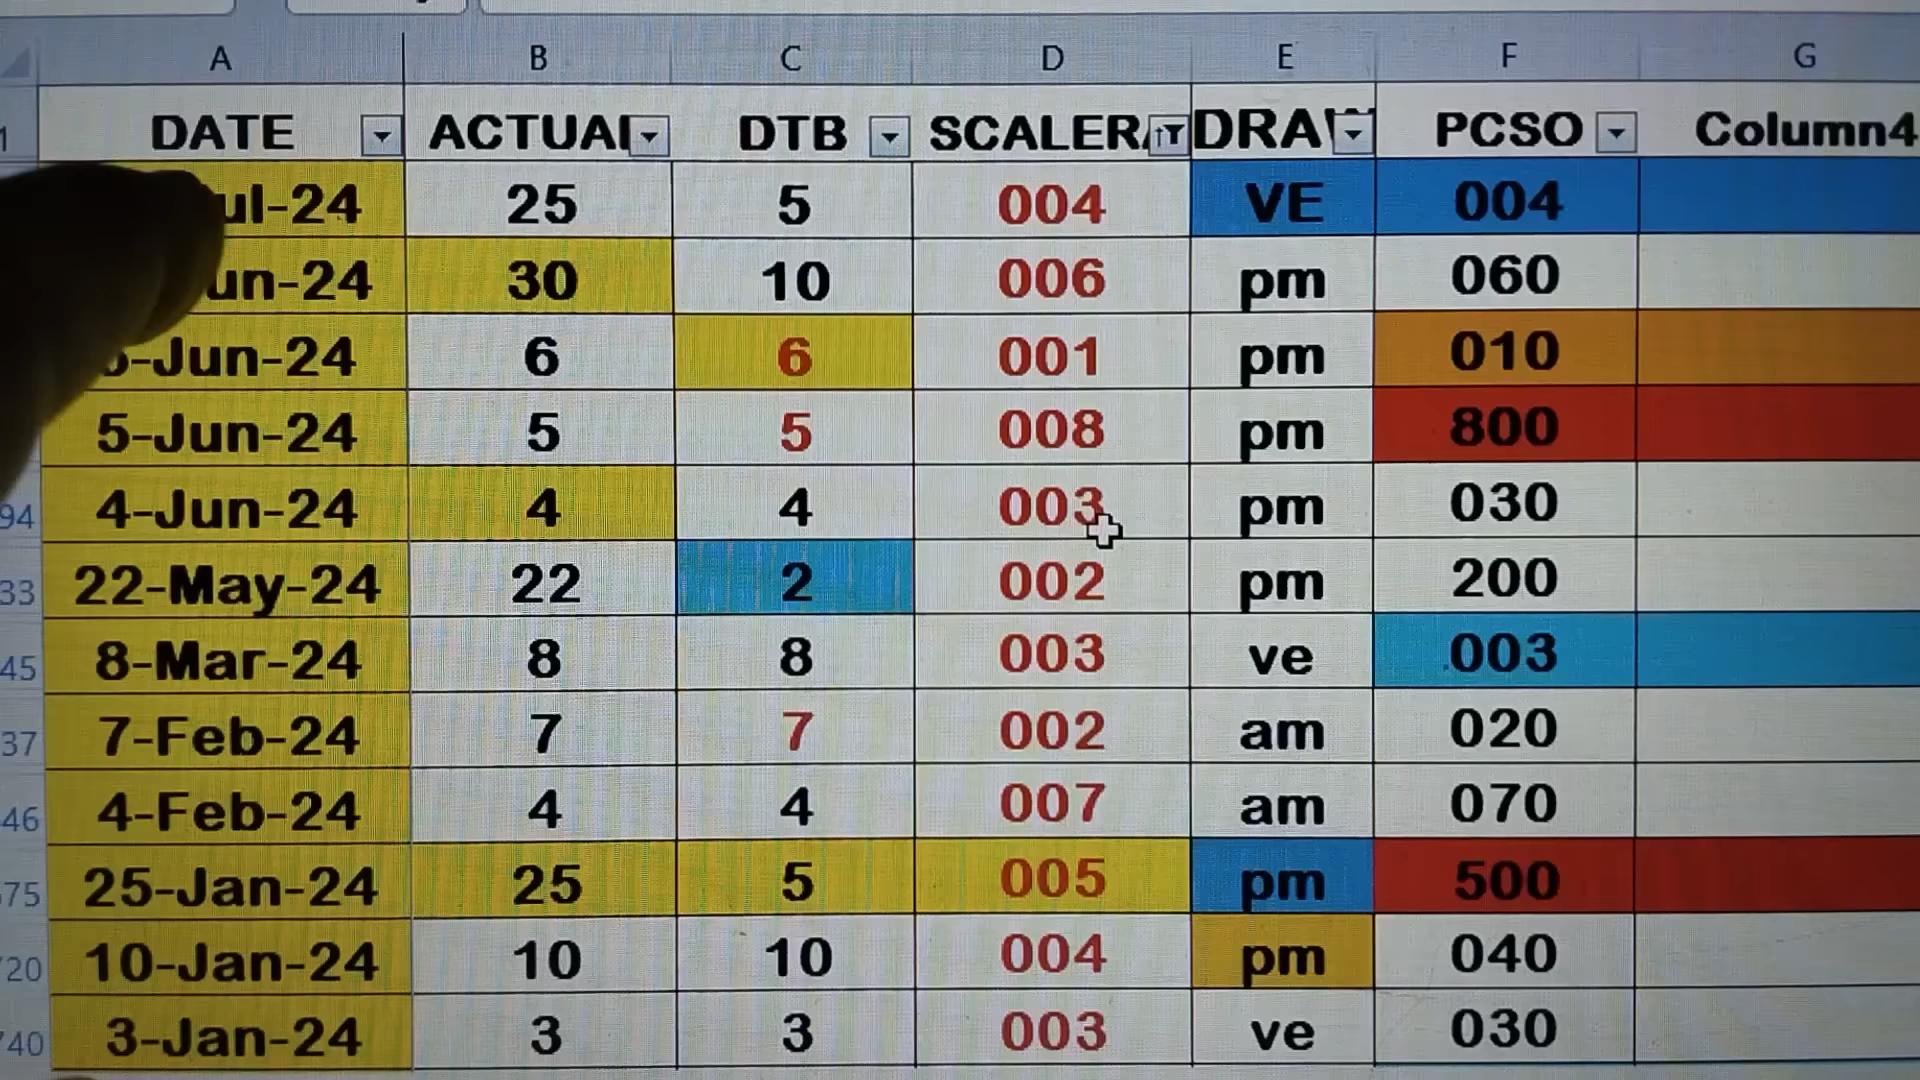 A B C D E F G
1 DATE ACTUAL DTB SCALERA DRAW PCSO Column4
ul-24 25 5 004 VE 004
un-24 30 10 006 pm 060
-Jun-24 6 6 001 pm 010
5-Jun-24 5 5 008 pm 800
94 4-Jun-24 4 4 003 pm 030
33 22-May-24 22 2 002 pm 200
45 8-Mar-24 8 8 003 ve 003
37 7-Feb-24 7 7 002 am 020
46 4-Feb-24 4 4 007 am 070
75 25-Jan-24 25 5 005 pm 500
20 10-Jan-24 10 10 004 pm 040
40 3-Jan-24 3 3 003 ve 030